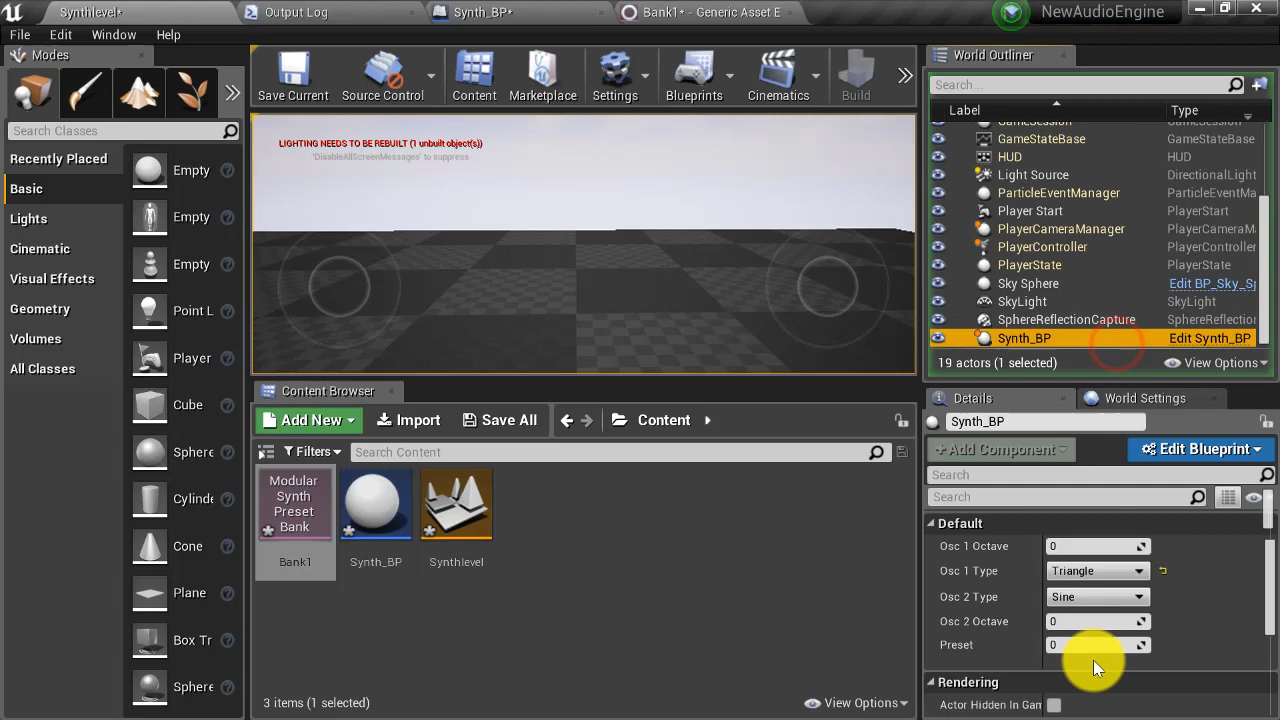 Synthlevel*
Output Log
Synth_BP*
Bank1* - Generic Asset E
NewAudioEngine
File Edit Window Help
Modes
Search Classes
Recently Placed
Basic
Lights
Cinematic
Visual Effects
Geometry
Volumes
All Classes
Empty
Empty
Empty
Point L
Player
Cube
Sphere
Cylinde
Cone
Plane
Box Tr
Sphere
Save Current
Source Control
Content
Marketplace
Settings
Blueprints
Cinematics
Build
LIGHTING NEEDS TO BE REBUILT (1 unbuilt object(s))
'DisableAllScreenMessages' to suppress
Content Browser
Add New
Import
Save All
Content
Filters
Search Content
Modular
Synth
Preset
Bank
Bank1
Synth_BP
Synthlevel
3 items (1 selected)
View Options
World Outliner
Search...
Label Type
GameSession GameSession
GameStateBase GameStateB
HUD HUD
Light Source DirectionalLight
ParticleEventManager ParticleEventMa
Player Start PlayerStart
PlayerCameraManager PlayerCameraM
PlayerController PlayerController
PlayerState PlayerState
Sky Sphere Edit BP_Sky_Sp
SkyLight SkyLight
SphereReflectionCapture SphereReflectio
Synth_BP Edit Synth_BP
19 actors (1 selected)
View Options
Details
World Settings
Synth_BP
+Add Component
Edit Blueprint
Search
Search
Default
Osc 1 Octave 0
Osc 1 Type Triangle
Osc 2 Type Sine
Osc 2 Octave 0
Preset 0
Rendering
Actor Hidden In Gam